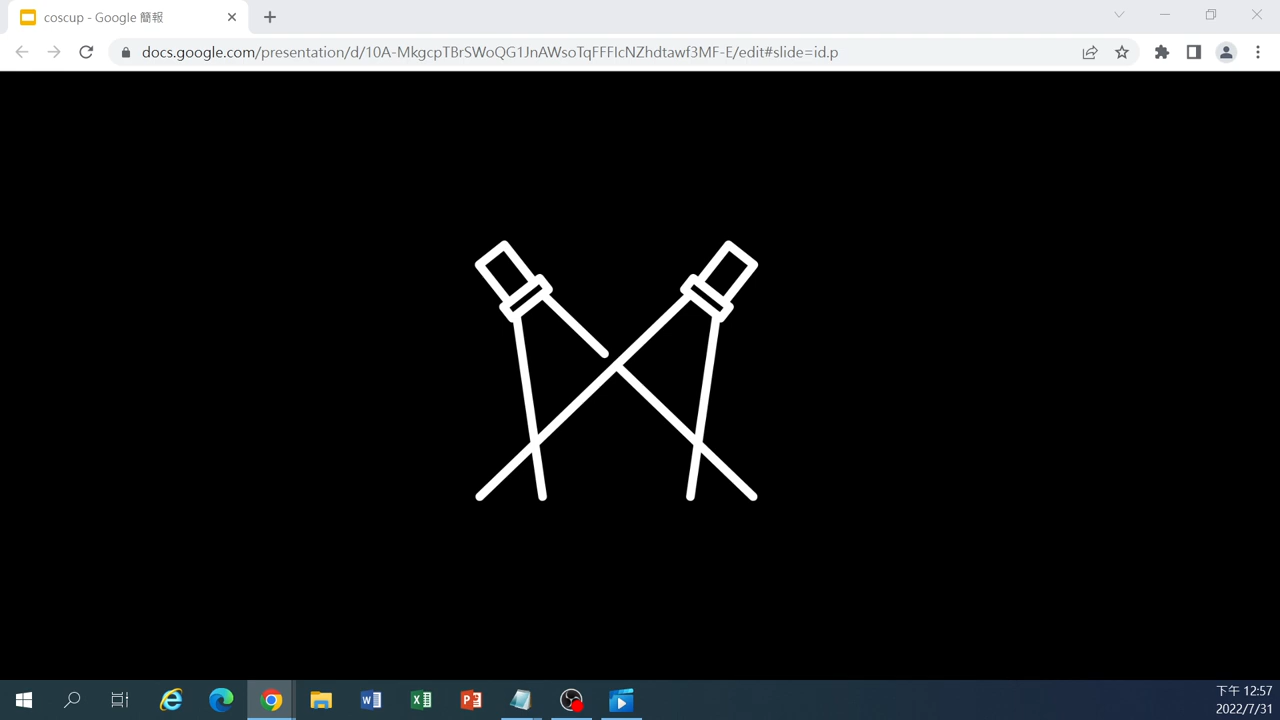 coscup - Google 簡報
docs.google.com/presentation/d/10A-MkgcpTBrSWoQG1JnAWsoTqFFFIcNZhdtawf3MF-E/edit#slide=id.p
下午 12:57
2022/7/31